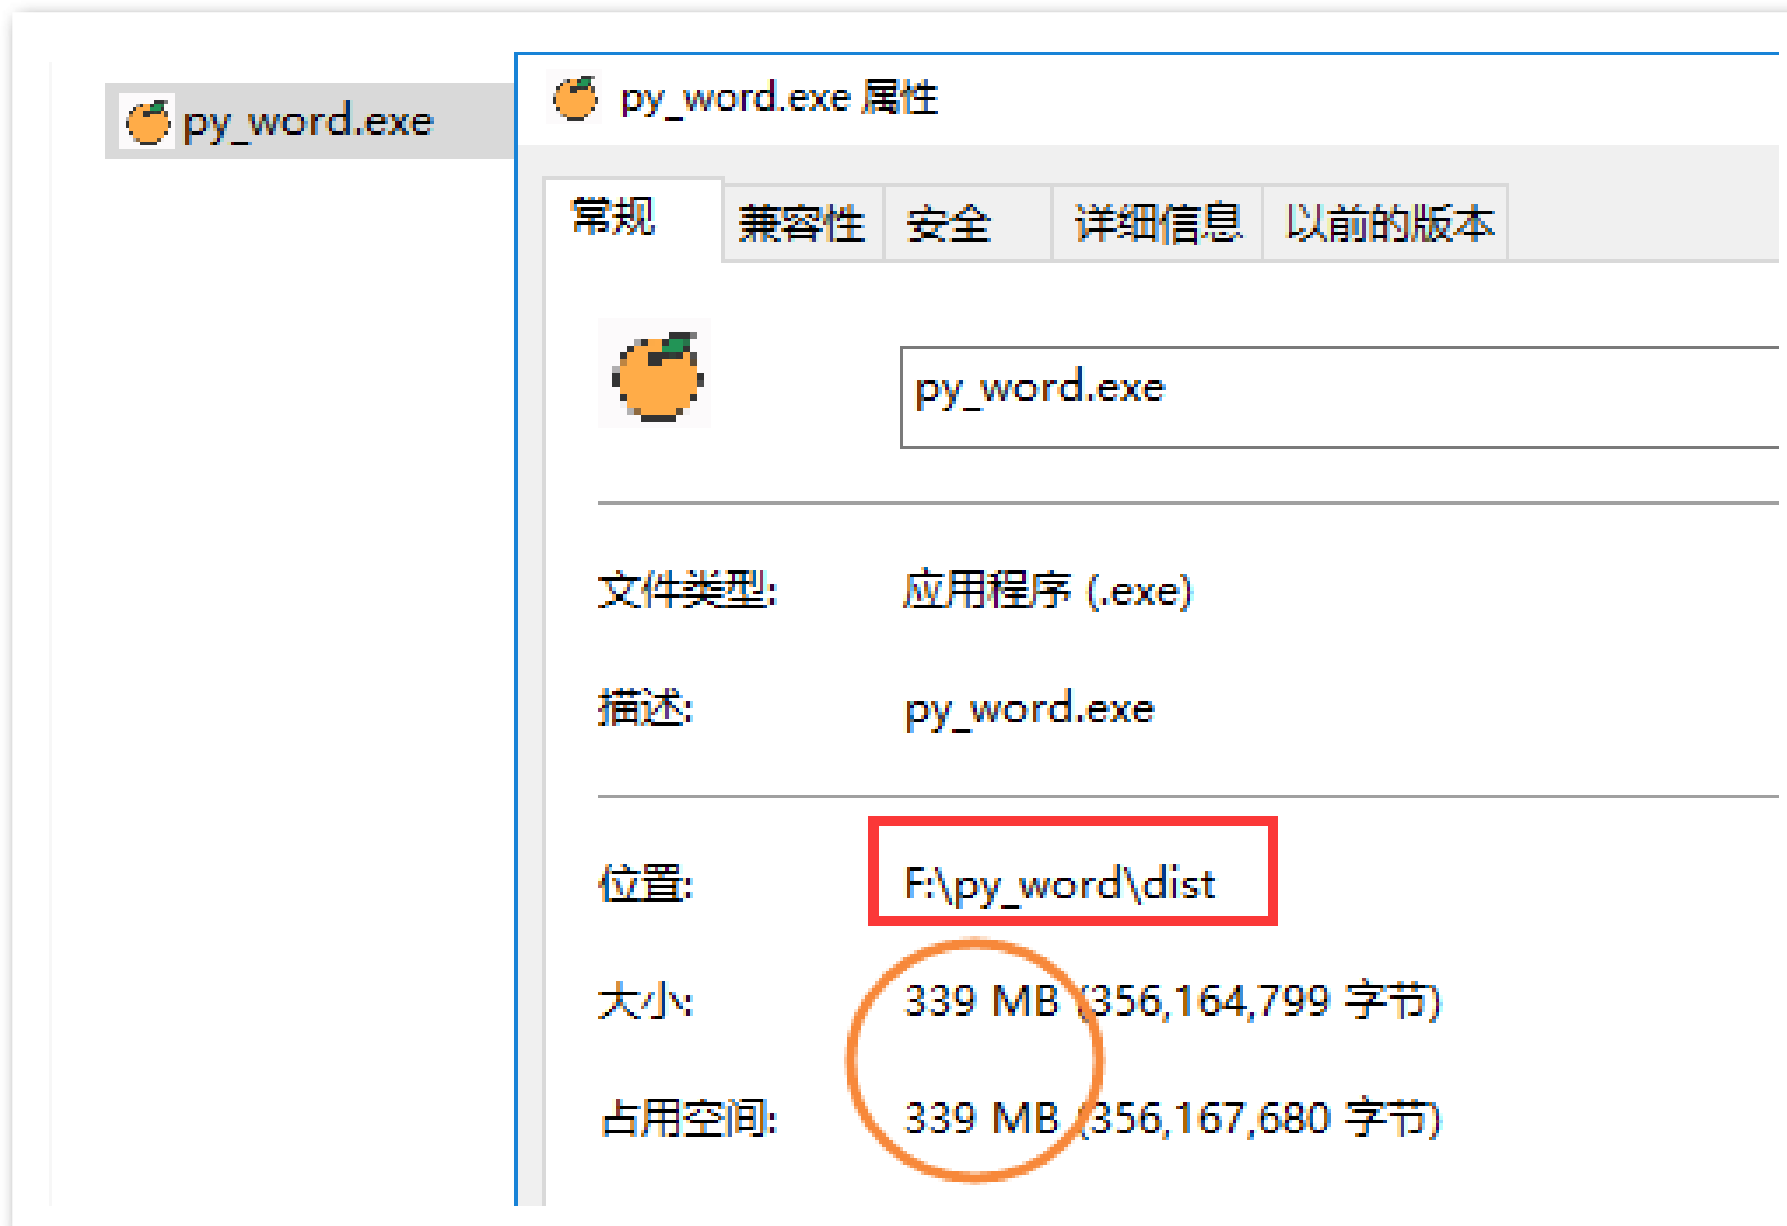 py_word.exe
py_word.exe 属性
常规 兼容性 安全 详细信息 以前的版本
py_word.exe
文件类型: 应用程序 (.exe)
描述: py_word.exe
位置: F:\py_word\dist
大小: 339 MB (356,164,799 字节)
占用空间: 339 MB (356,167,680 字节)